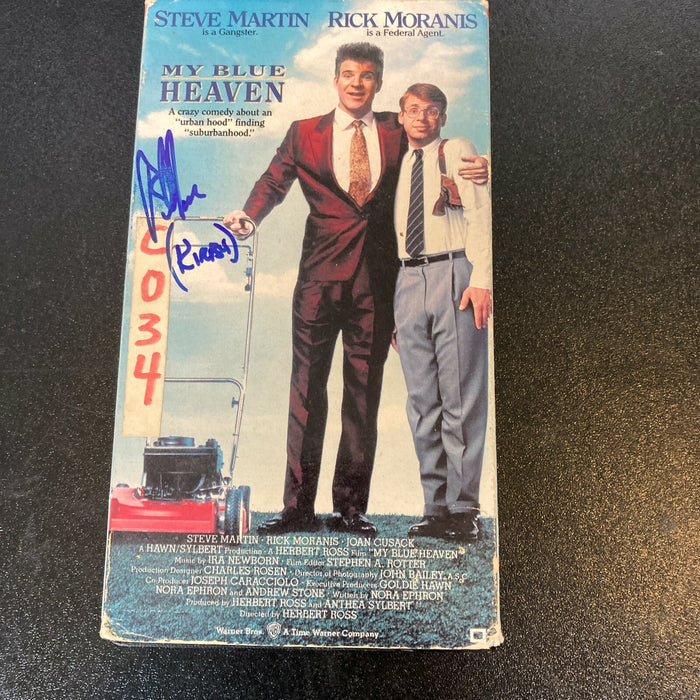 STEVE MARTIN RICK MORANIS
is a Gangster. is a Federal Agent.
MY BLUE
HEAVEN
A crazy comedy about an
"urban hood" finding
"suburbanhood."
C
0
3
4
STEVE MARTIN · RICK MORANIS · JOAN CUSACK
A HAWN/SYLBERT Production · A HERBERT ROSS Film "MY BLUE HEAVEN"
Music by IRA NEWBORN · Film Editor STEPHEN A. ROTTER
Production Designer CHARLES ROSEN · Director of Photography JOHN BAILEY, A.S.C.
Co-Producer JOSEPH CARACCIOLO · Executive Producers GOLDIE HAWN,
NORA EPHRON and ANDREW STONE · Written by NORA EPHRON
Produced by HERBERT ROSS and ANTHEA SYLBERT
Directed by HERBERT ROSS
Warner Bros. A Time Warner Company